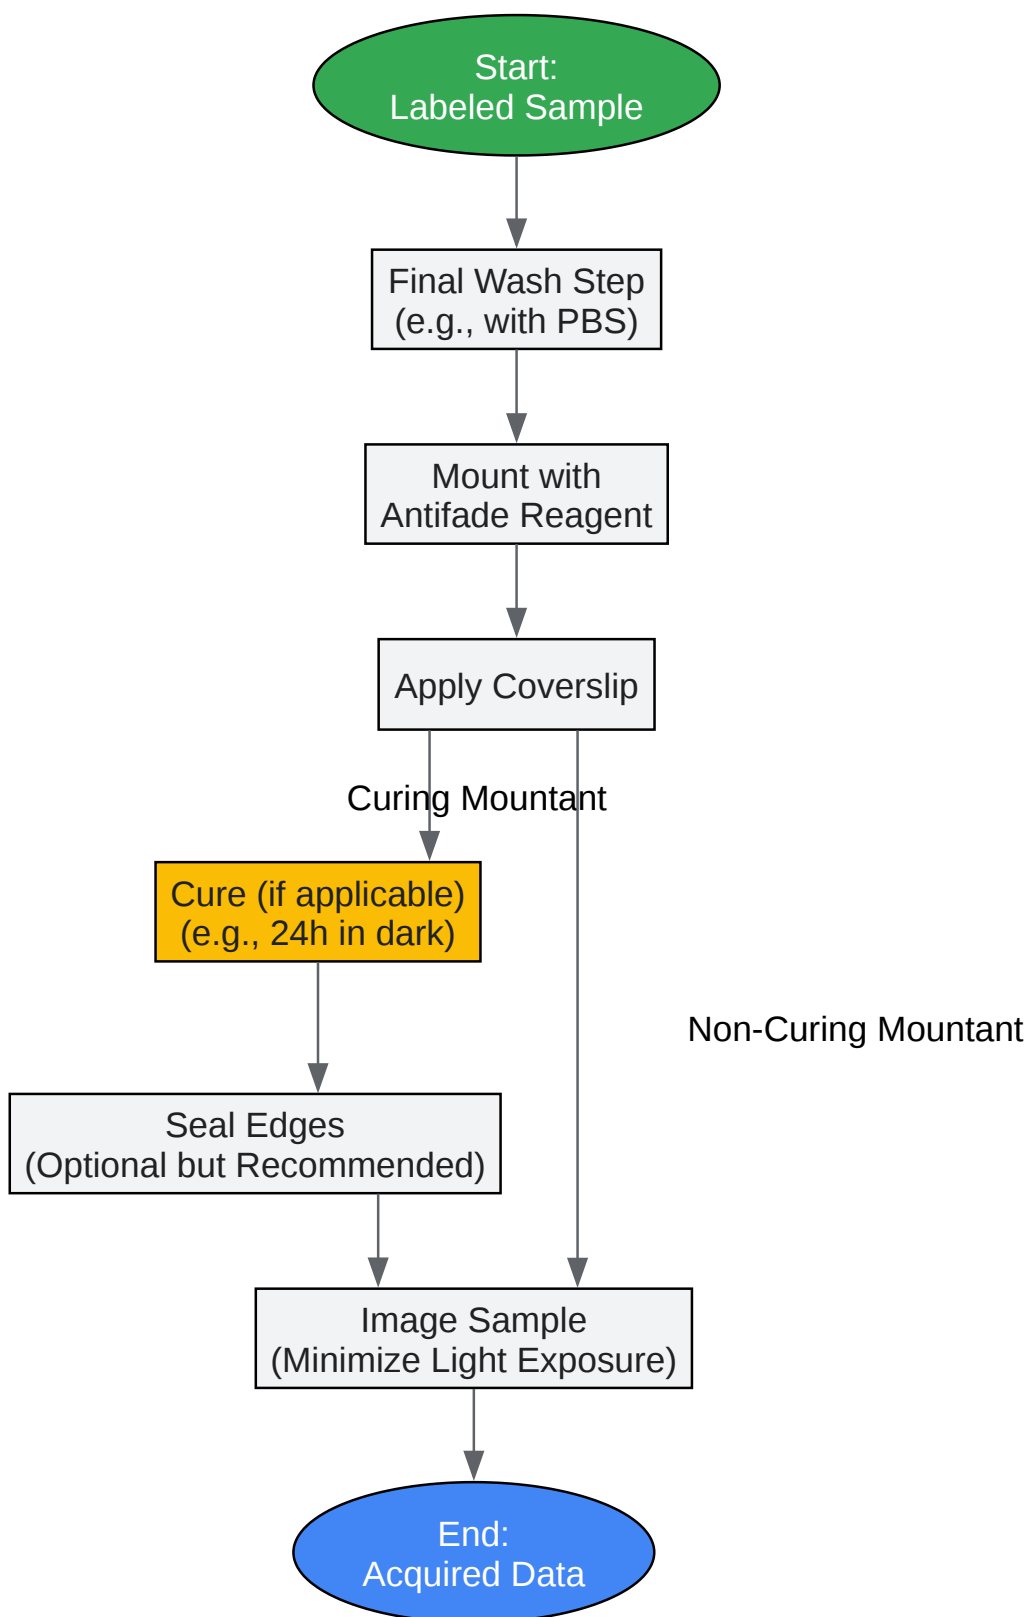 Start:
Labeled Sample
Final Wash Step
(e.g., with PBS)
Mount with
Antifade Reagent
Apply Coverslip
Curing Mountant
Cure (if applicable)
(e.g., 24h in dark)
Non-Curing Mountant
Seal Edges
(Optional but Recommended)
Image Sample
(Minimize Light Exposure)
End:
Acquired Data